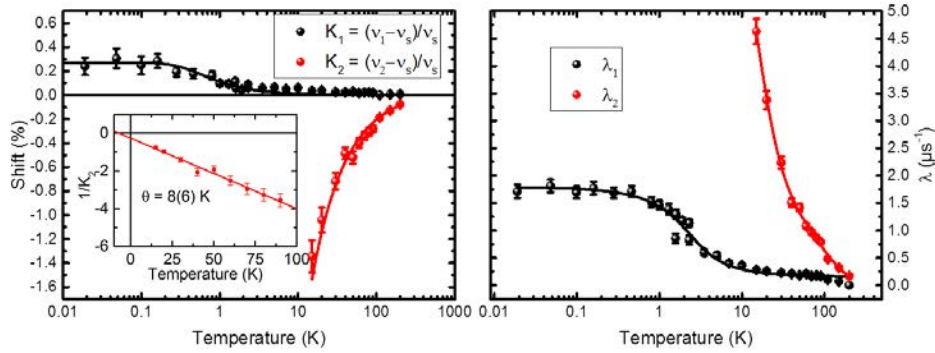 0.6
0.4
0.2
0.0
-0.2
-0.4
-0.6
-0.8
-1.0
-1.2
-1.4
-1.6
Shift (%)
K₁ = (ν₁−νₛ)/νₛ
K₂ = (ν₂−νₛ)/νₛ
0
-2
-4
-6
1/K₂
θ = 8(6) K
0 25 50 75 100
Temperature (K)
0.01 0.1 1 10 100 1000
Temperature (K)
λ₁
λ₂
5.0
4.5
4.0
3.5
3.0
2.5
2.0
1.5
1.0
0.5
0.0
λ (μs⁻¹)
0.01 0.1 1 10 100
Temperature (K)